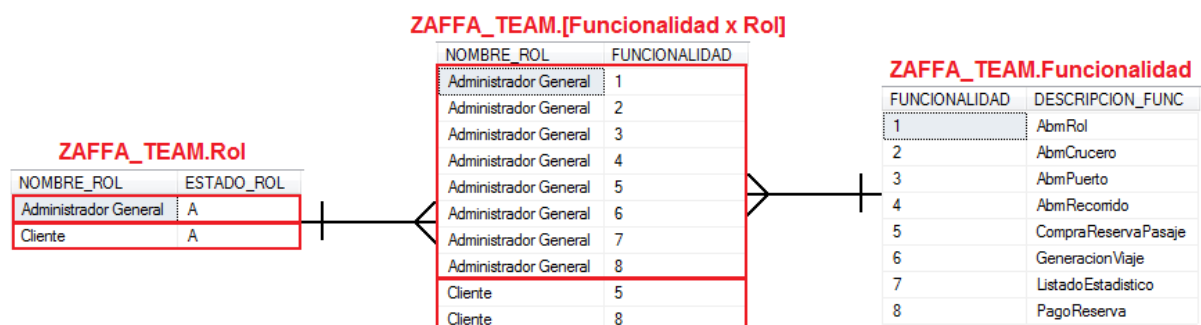 ZAFFA_TEAM.[Funcionalidad x Rol]
NOMBRE_ROL FUNCIONALIDAD
Administrador General 1
Administrador General 2
Administrador General 3
Administrador General 4
Administrador General 5
Administrador General 6
Administrador General 7
Administrador General 8
Cliente 5
Cliente 8
ZAFFA_TEAM.Rol
NOMBRE_ROL ESTADO_ROL
Administrador General A
Cliente A
ZAFFA_TEAM.Funcionalidad
FUNCIONALIDAD DESCRIPCION_FUNC
1 AbmRol
2 AbmCrucero
3 AbmPuerto
4 AbmRecorrido
5 CompraReservaPasaje
6 GeneracionViaje
7 ListadoEstadistico
8 PagoReserva